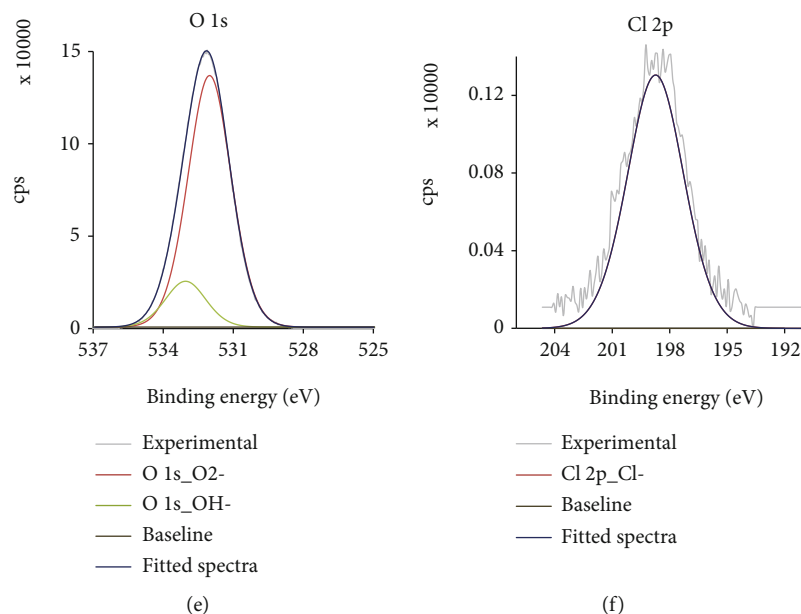 O 1s
x 10000
cps
15
10
5
0
537
534
531
528
525
Binding energy (eV)
Experimental
O 1s_O2-
O 1s_OH-
Baseline
Fitted spectra
(e)
Cl 2p
x 10000
cps
0.12
0.08
0.04
0
204
201
198
195
192
Binding energy (eV)
Experimental
Cl 2p_Cl-
Baseline
Fitted spectra
(f)